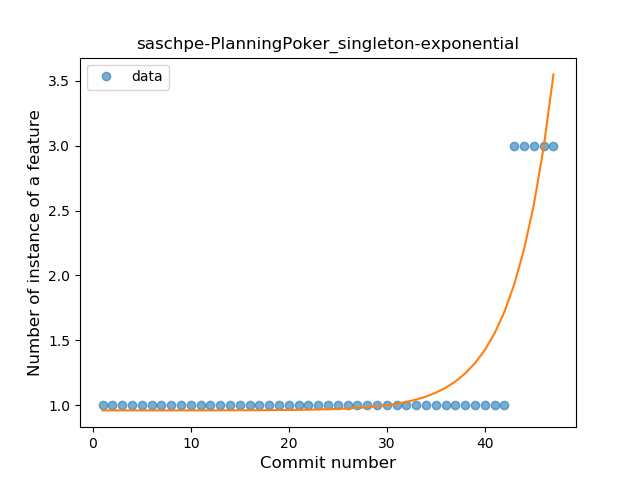 saschpe-PlanningPoker_singleton-exponential
data
Number of instance of a feature
3.5
3.0
2.5
2.0
1.5
1.0
0 10 20 30 40
Commit number